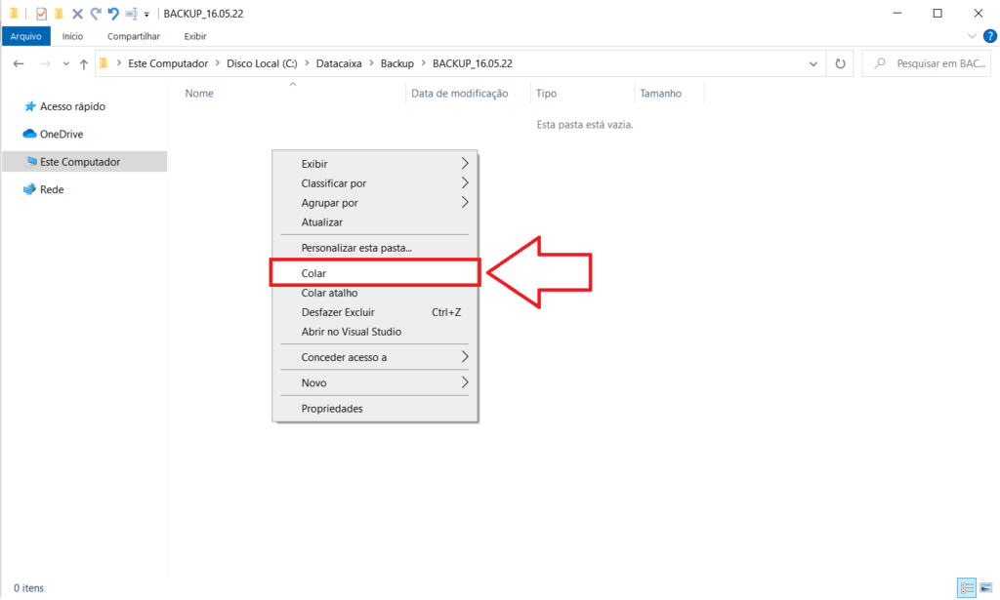 BACKUP_16.05.22
Arquivo Início Compartilhar Exibir ?
Este Computador Disco Local (C:) Datacaixa Backup BACKUP_16.05.22 Pesquisar em BAC...
Nome Data de modificação Tipo Tamanho
Acesso rápido
OneDrive
Este Computador
Rede
Esta pasta está vazia.
Exibir
Classificar por
Agrupar por
Atualizar
Personalizar esta pasta...
Colar
Colar atalho
Desfazer Excluir Ctrl+Z
Abrir no Visual Studio
Conceder acesso a
Novo
Propriedades
0 itens